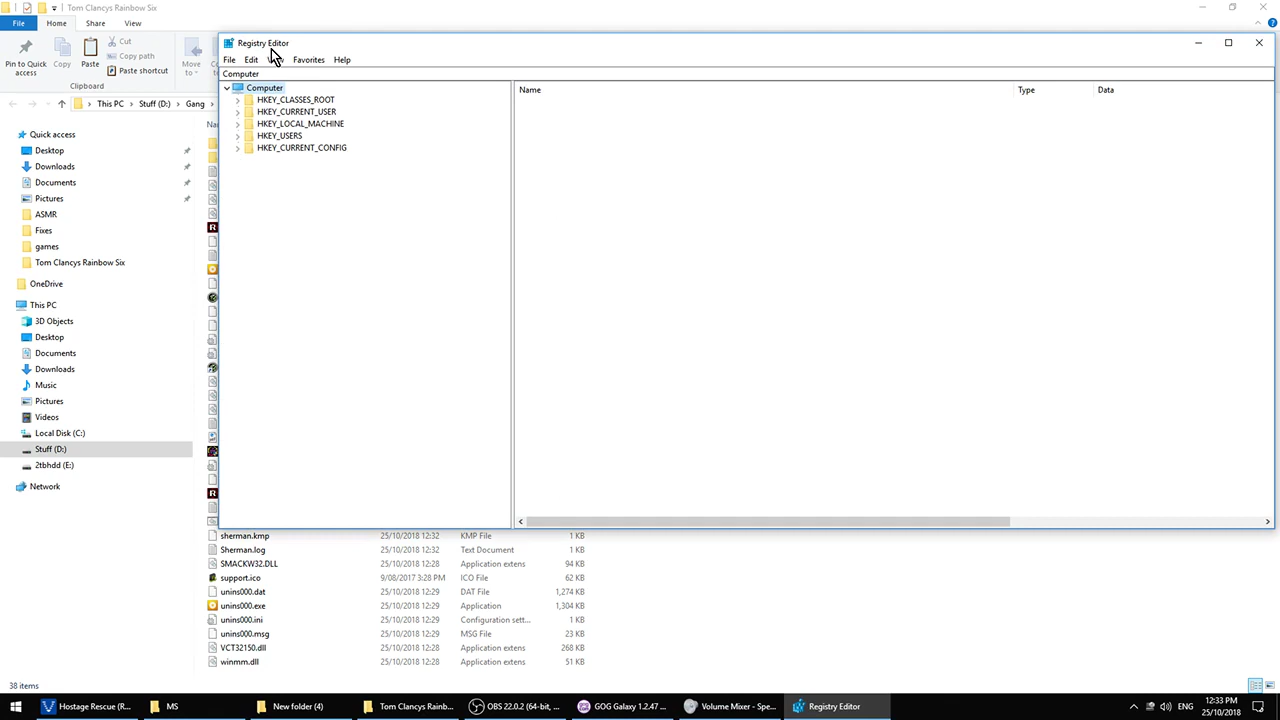 Tom Clancys Rainbow Six
File Home Share View
Registry Editor
File Edit Favorites Help
Computer
Pin to Quick access
Copy
Paste
Cut
Copy path
Paste shortcut
Move to
Clipboard
This PC Stuff (D:) Gang
Computer
HKEY_CLASSES_ROOT
HKEY_CURRENT_USER
HKEY_LOCAL_MACHINE
HKEY_USERS
HKEY_CURRENT_CONFIG
Name Type Data
Quick access
Desktop
Downloads
Documents
Pictures
ASMR
Fixes
games
Tom Clancys Rainbow Six
OneDrive
This PC
3D Objects
Desktop
Documents
Downloads
Music
Pictures
Videos
Local Disk (C:)
Stuff (D:)
2tbhdd (E:)
Network
sherman.kmp 25/10/2018 12:32 KMP File 1 KB
Sherman.log 25/10/2018 12:32 Text Document 1 KB
SMACKW32.DLL 25/10/2018 12:28 Application extens 94 KB
support.ico 9/08/2017 3:28 PM ICO File 62 KB
unins000.dat 25/10/2018 12:29 DAT File 1,274 KB
unins000.exe 25/10/2018 12:29 Application 1,304 KB
unins000.ini 25/10/2018 12:29 Configuration sett... 1 KB
unins000.msg 25/10/2018 12:29 MSG File 23 KB
VCT32150.dll 25/10/2018 12:28 Application extens 268 KB
winmm.dll 25/10/2018 12:28 Application extens 51 KB
38 items
Hostage Rescue (R... MS New folder (4) Tom Clancys Rainb... OBS 22.0.2 (64-bit, ... GOG Galaxy 1.2.47 ... Volume Mixer - Spe... Registry Editor ENG 12:33 PM
25/10/2018